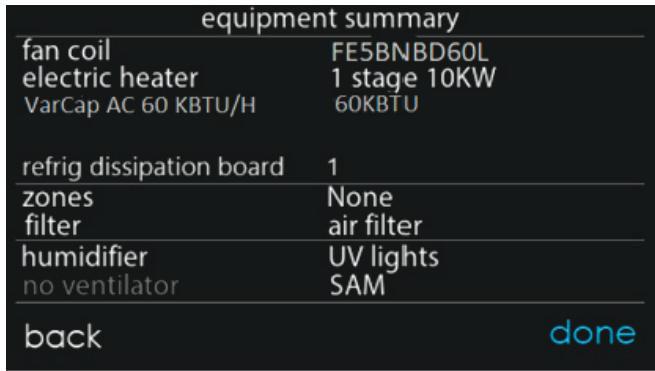 equipment summary
fan coil FE5BNBD60L
electric heater 1 stage 10KW
VarCap AC 60 KBTU/H 60KBTU
refrig dissipation board 1
zones None
filter air filter
humidifier UV lights
no ventilator SAM
back done